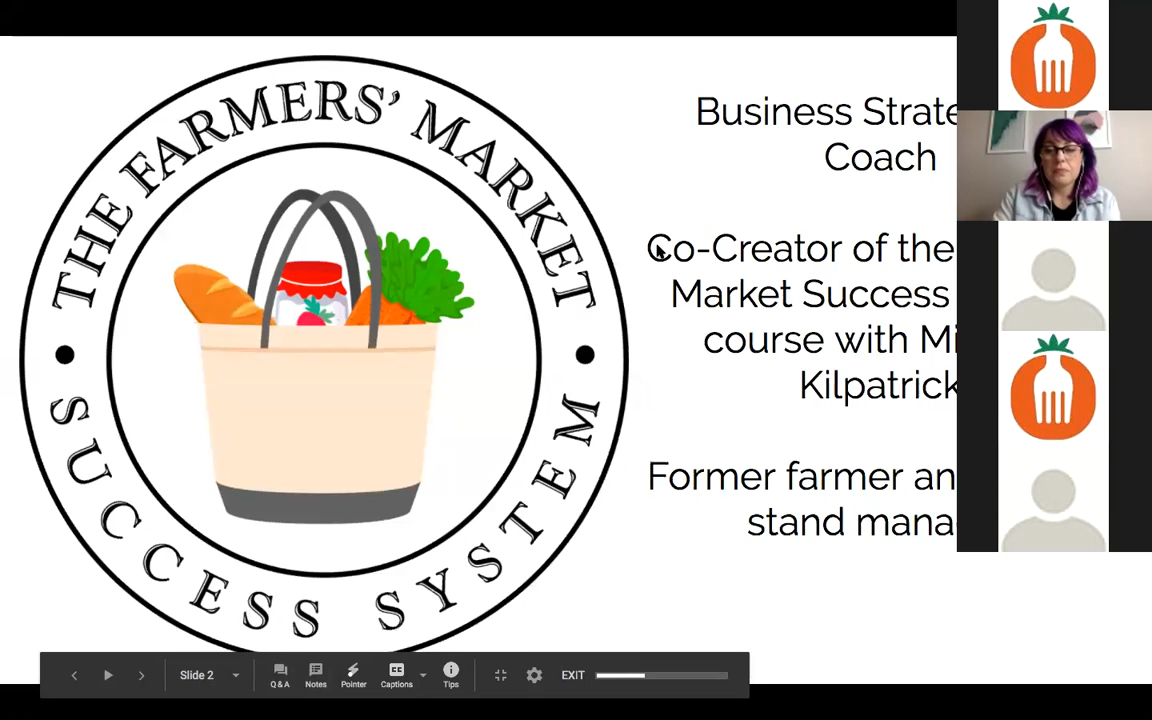 THE FARMERS' MARKET
SUCCESS SYSTEM
Business Strate
Coach
Co-Creator of the
Market Success
course with Mi
Kilpatrick
Former farmer an
stand mana
Slide 2
Q & A
Notes
Pointer
CC
Captions
Tips
EXIT